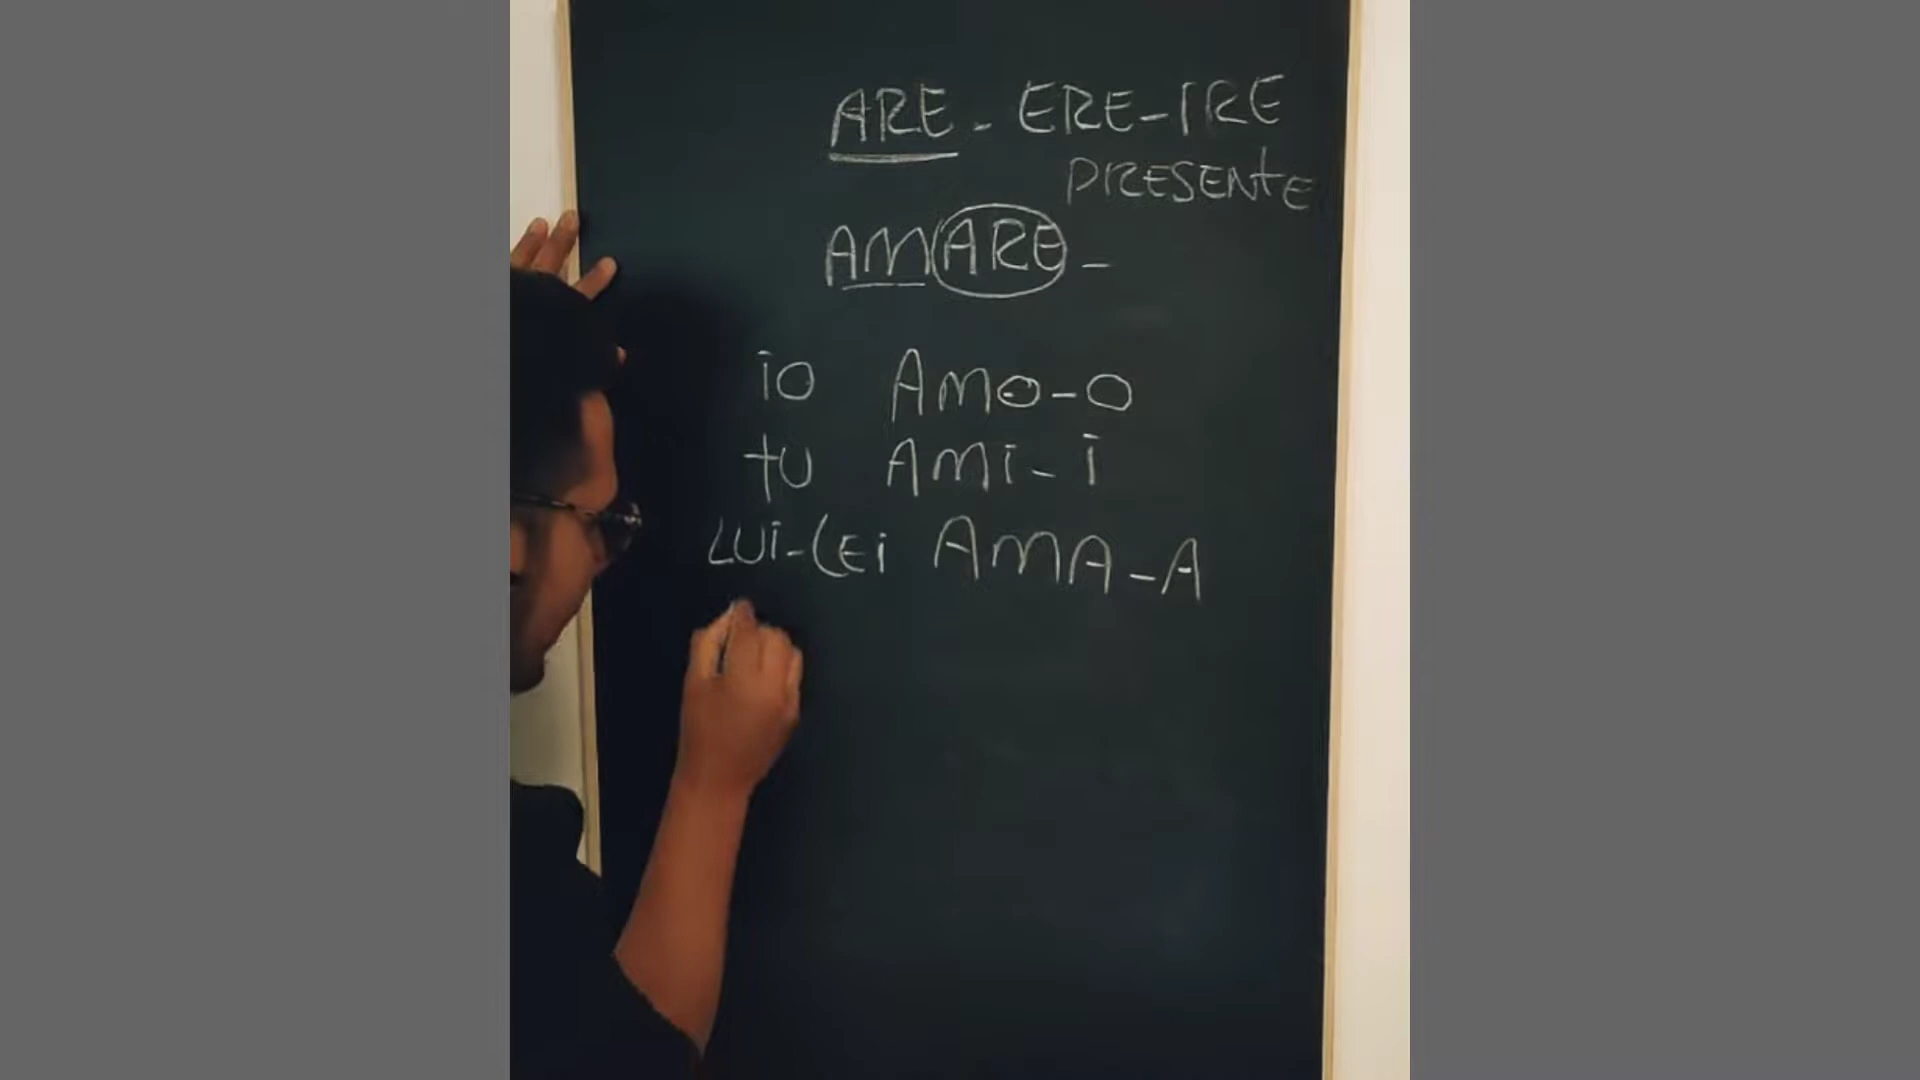 ARE - ERE - IRE
PRESENTE
AMARE -
io AMO - O
tU AMi - i
LUi - LEi AMA - A